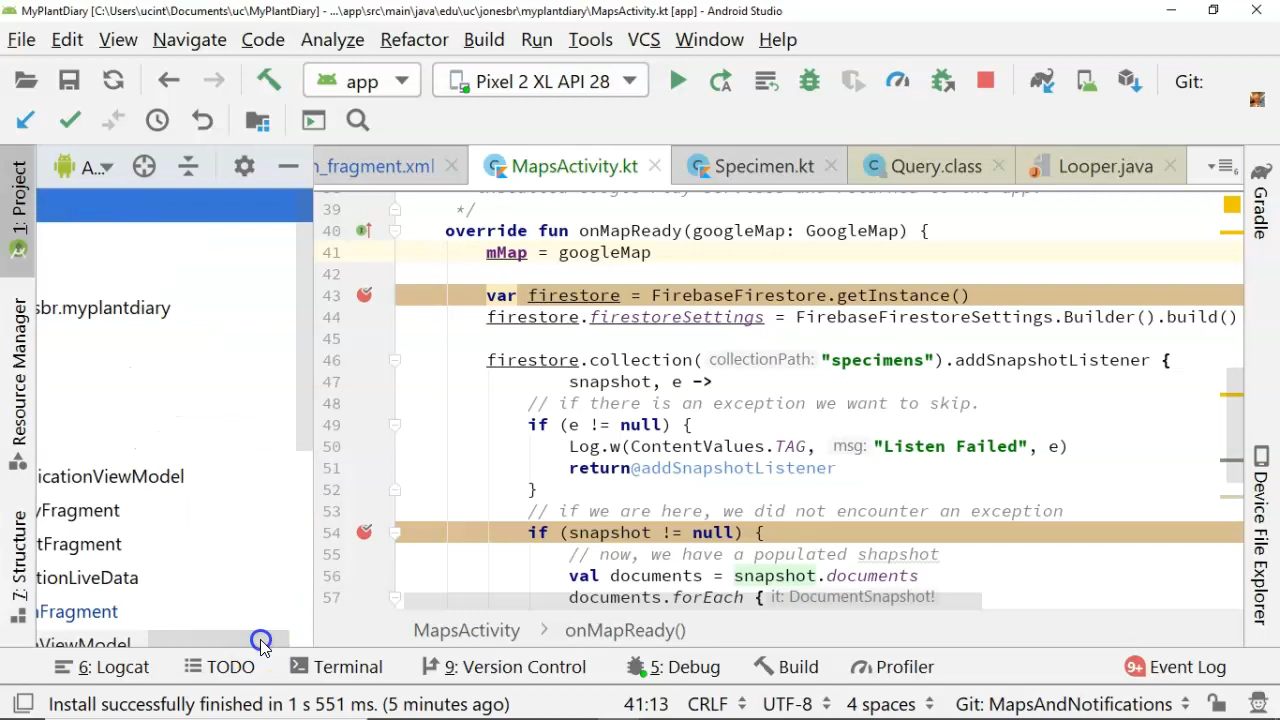 MyPlantDiary [C:\Users\ucint\Documents\uc\MyPlantDiary] - ...\app\src\main\java\edu\uc\jonesbr\myplantdiary\MapsActivity.kt [app] - Android Studio
File Edit View Navigate Code Analyze Refactor Build Run Tools VCS Window Help
app Pixel 2 XL API 28 Git:
A... n_fragment.xml MapsActivity.kt Specimen.kt Query.class Looper.java
1: Project
Resource Manager
7: Structure
sbr.myplantdiary
icationViewModel
yFragment
tFragment
tionLiveData
nFragment
ViewModel
39 */
40 override fun onMapReady(googleMap: GoogleMap) {
41 mMap = googleMap
42
43 var firestore = FirebaseFirestore.getInstance()
44 firestore.firestoreSettings = FirebaseFirestoreSettings.Builder().build()
45
46 firestore.collection( collectionPath: "specimens").addSnapshotListener {
47 snapshot, e ->
48 // if there is an exception we want to skip.
49 if (e != null) {
50 Log.w(ContentValues.TAG, msg: "Listen Failed", e)
51 return@addSnapshotListener
52 }
53 // if we are here, we did not encounter an exception
54 if (snapshot != null) {
55 // now, we have a populated shapshot
56 val documents = snapshot.documents
57 documents.forEach { it: DocumentSnapshot!
Gradle
Device File Explorer
MapsActivity > onMapReady()
6: Logcat TODO Terminal 9: Version Control 5: Debug Build Profiler 9+ Event Log
Install successfully finished in 1 s 551 ms. (5 minutes ago) 41:13 CRLF UTF-8 4 spaces Git: MapsAndNotifications